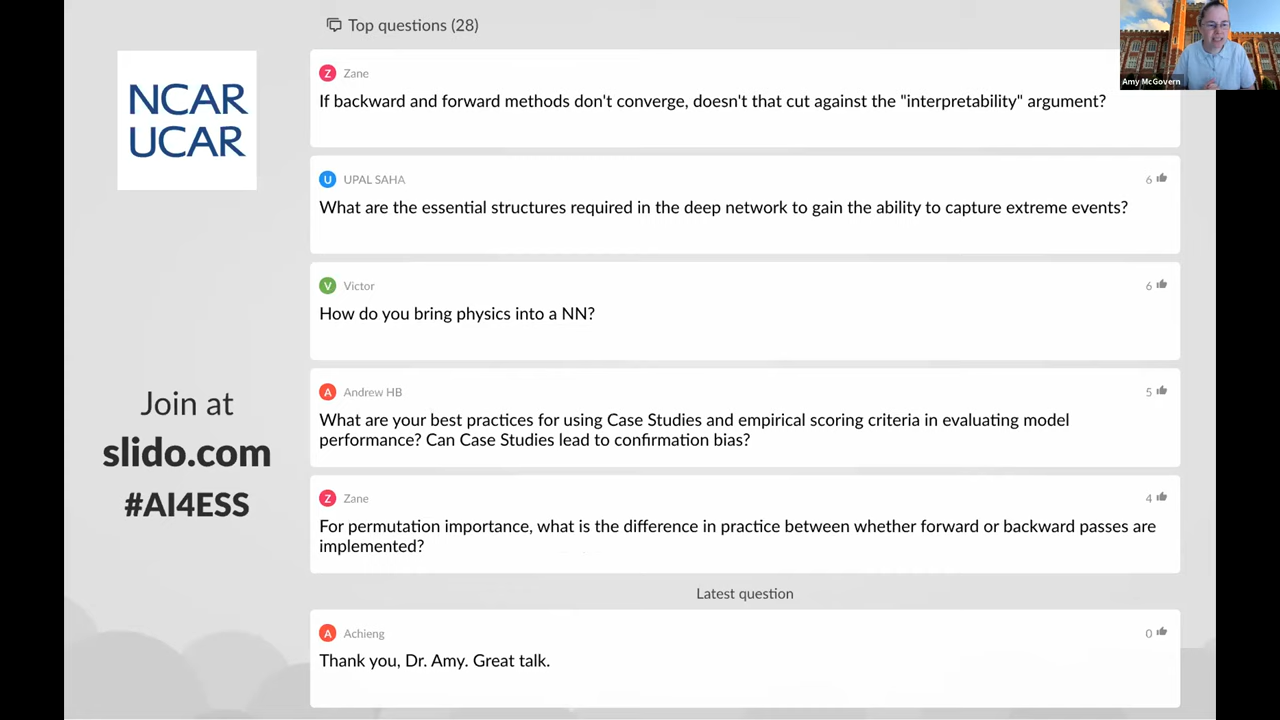 Top questions (28)
NCAR
UCAR
Z Zane
If backward and forward methods don't converge, doesn't that cut against the "interpretability" argument?
Amy McGovern
U UPAL SAHA 6
What are the essential structures required in the deep network to gain the ability to capture extreme events?
V Victor 6
How do you bring physics into a NN?
A Andrew HB 5
What are your best practices for using Case Studies and empirical scoring criteria in evaluating model
performance? Can Case Studies lead to confirmation bias?
Join at
slido.com
#AI4ESS
Z Zane 4
For permutation importance, what is the difference in practice between whether forward or backward passes are
implemented?
Latest question
A Achieng 0
Thank you, Dr. Amy. Great talk.